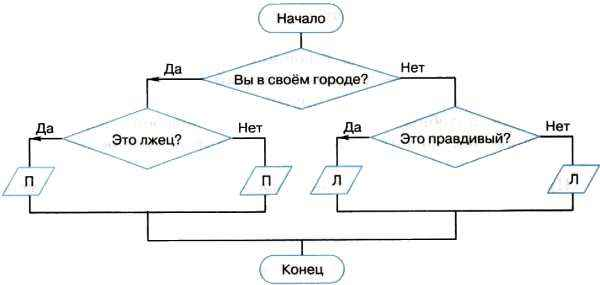 Начало
Да
Вы в своём городе?
Нет
Да
Это лжец?
Нет
Да
Это правдивый?
Нет
П
П
Л
Л
Конец